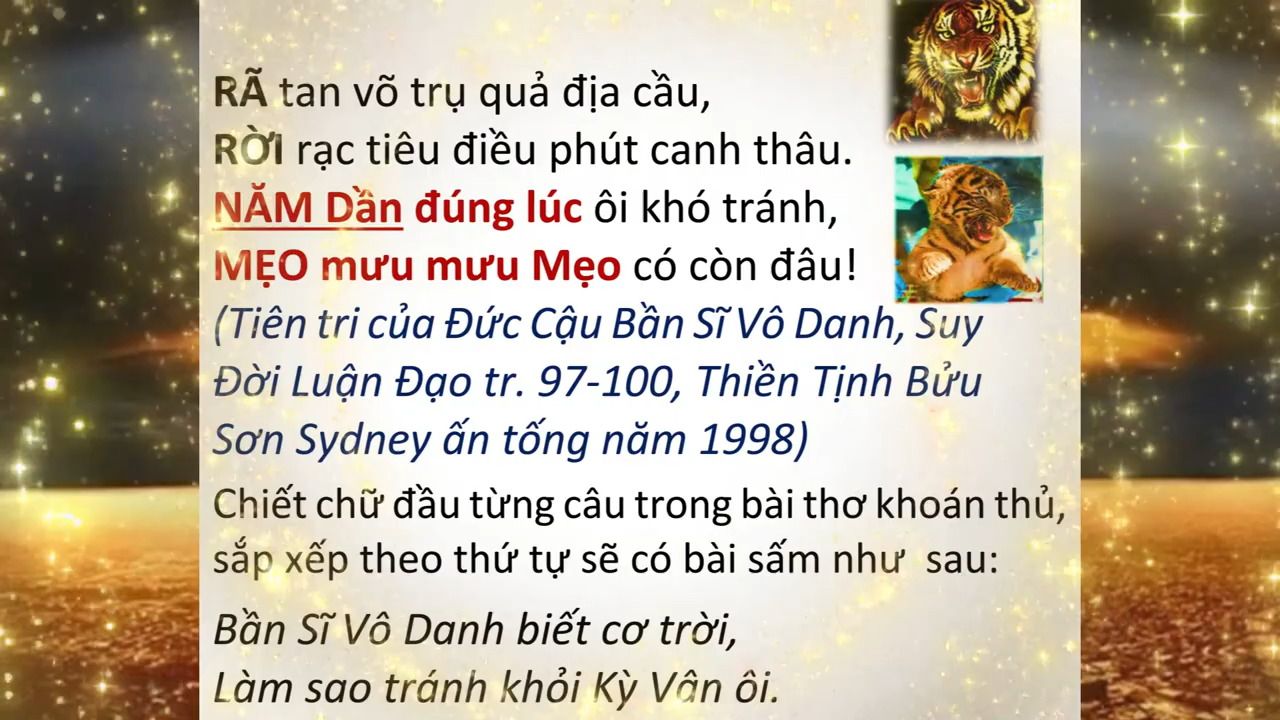 RÃ tan võ trụ quả địa cầu,
RỜI rạc tiêu điều phút canh thâu.
NĂM Dần đúng lúc ôi khó tránh,
MẸO mưu mưu Mẹo có còn đâu!
(Tiên tri của Đức Cậu Bần Sĩ Vô Danh, Suy
Đời Luận Đạo tr. 97-100, Thiền Tịnh Bửu
Sơn Sydney ấn tống năm 1998)
Chiết chữ đầu từng câu trong bài thơ khoán thủ,
sắp xếp theo thứ tự sẽ có bài sấm như sau:
Bần Sĩ Vô Danh biết cơ trời,
Làm sao tránh khỏi Kỳ Vân ôi.